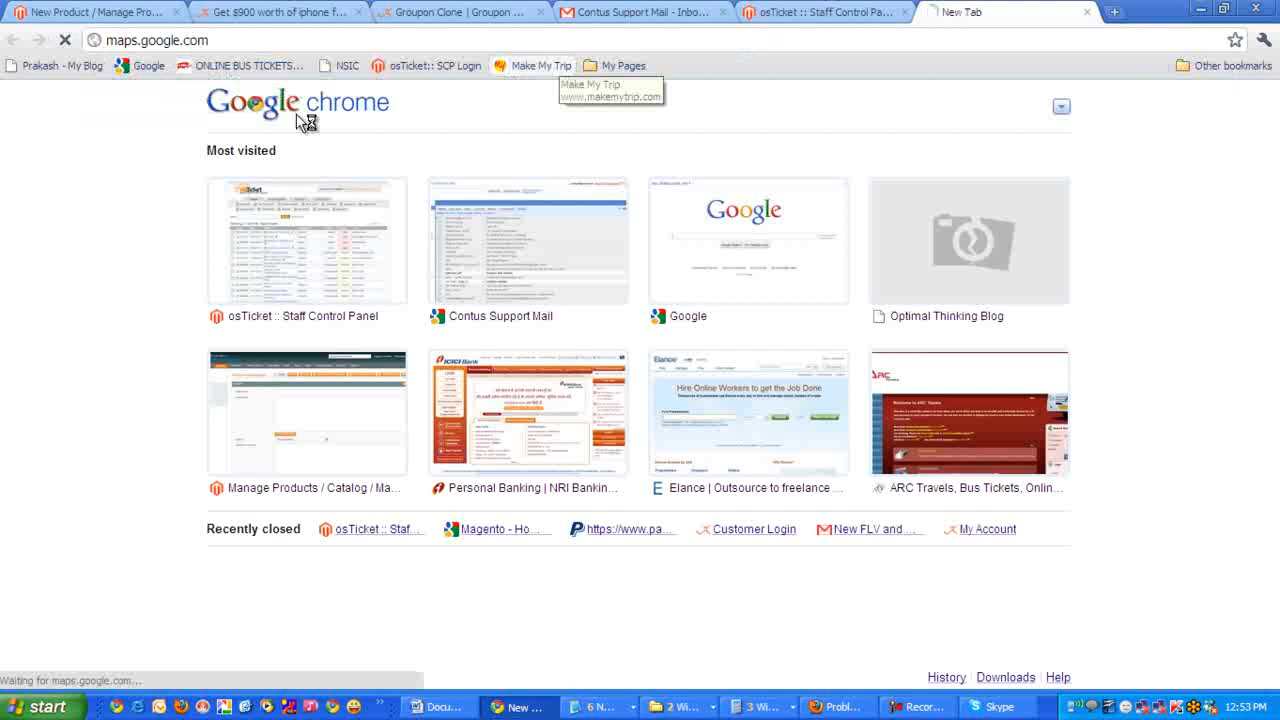 New Product / Manag...
Get $900 worth of iphone f...
Groupon Clone | Groupon ...
Contus Support Mail - Inbo...
osTicket :: Staff Control Pa...
New Tab
maps.google.com
Prakash - My Blog
Google
ONLINE BUS TICKETS...
NSIC
osTicket:: SCP Login
Make My Trip
My Pages
Other bookmarks
Make My Trip
www.makemytrip.com
Google chrome
Most visited
Google
osTicket :: Staff Control Panel
Contus Support Mail
Google
Optimal Thinking Blog
ICICI Bank
Elance
Hire Online Workers to get the Job Done
ARC
Manage Products / Catalog / Ma...
Personal Banking | NRI Bankin...
Elance | Outsource to freelance ...
ARC Travels, Bus Tickets, Onlin...
Recently closed
osTicket :: Staf...
Magento - Ho...
https://www.pa...
Customer Login
New FLV and ...
My Account
Waiting for maps.google.com...
History
Downloads
Help
start
Docu...
New ...
6 N...
2 Wi...
3 Wi...
Probl...
Recor...
Skype
12:53 PM